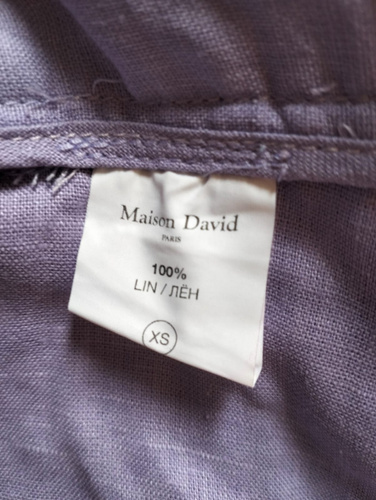 Maison David
PARIS
100%
LIN / ЛЁН
XS